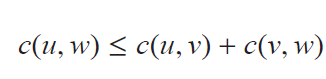 c(u, w) ≤ c(u, v) + c(v, w)